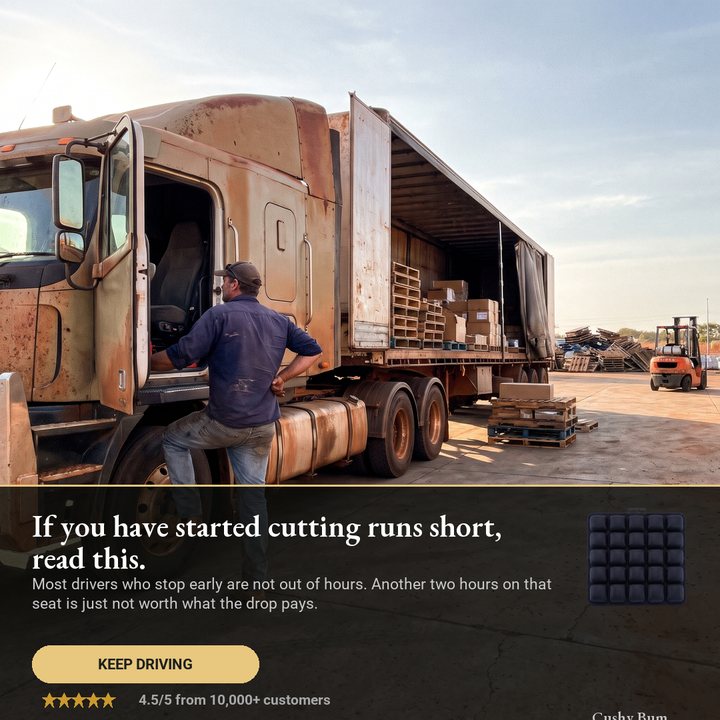 If you have started cutting runs short,
read this.
Most drivers who stop early are not out of hours. Another two hours on that
seat is just not worth what the drop pays.
KEEP DRIVING
4.5/5 from 10,000+ customers
Cushy Bum